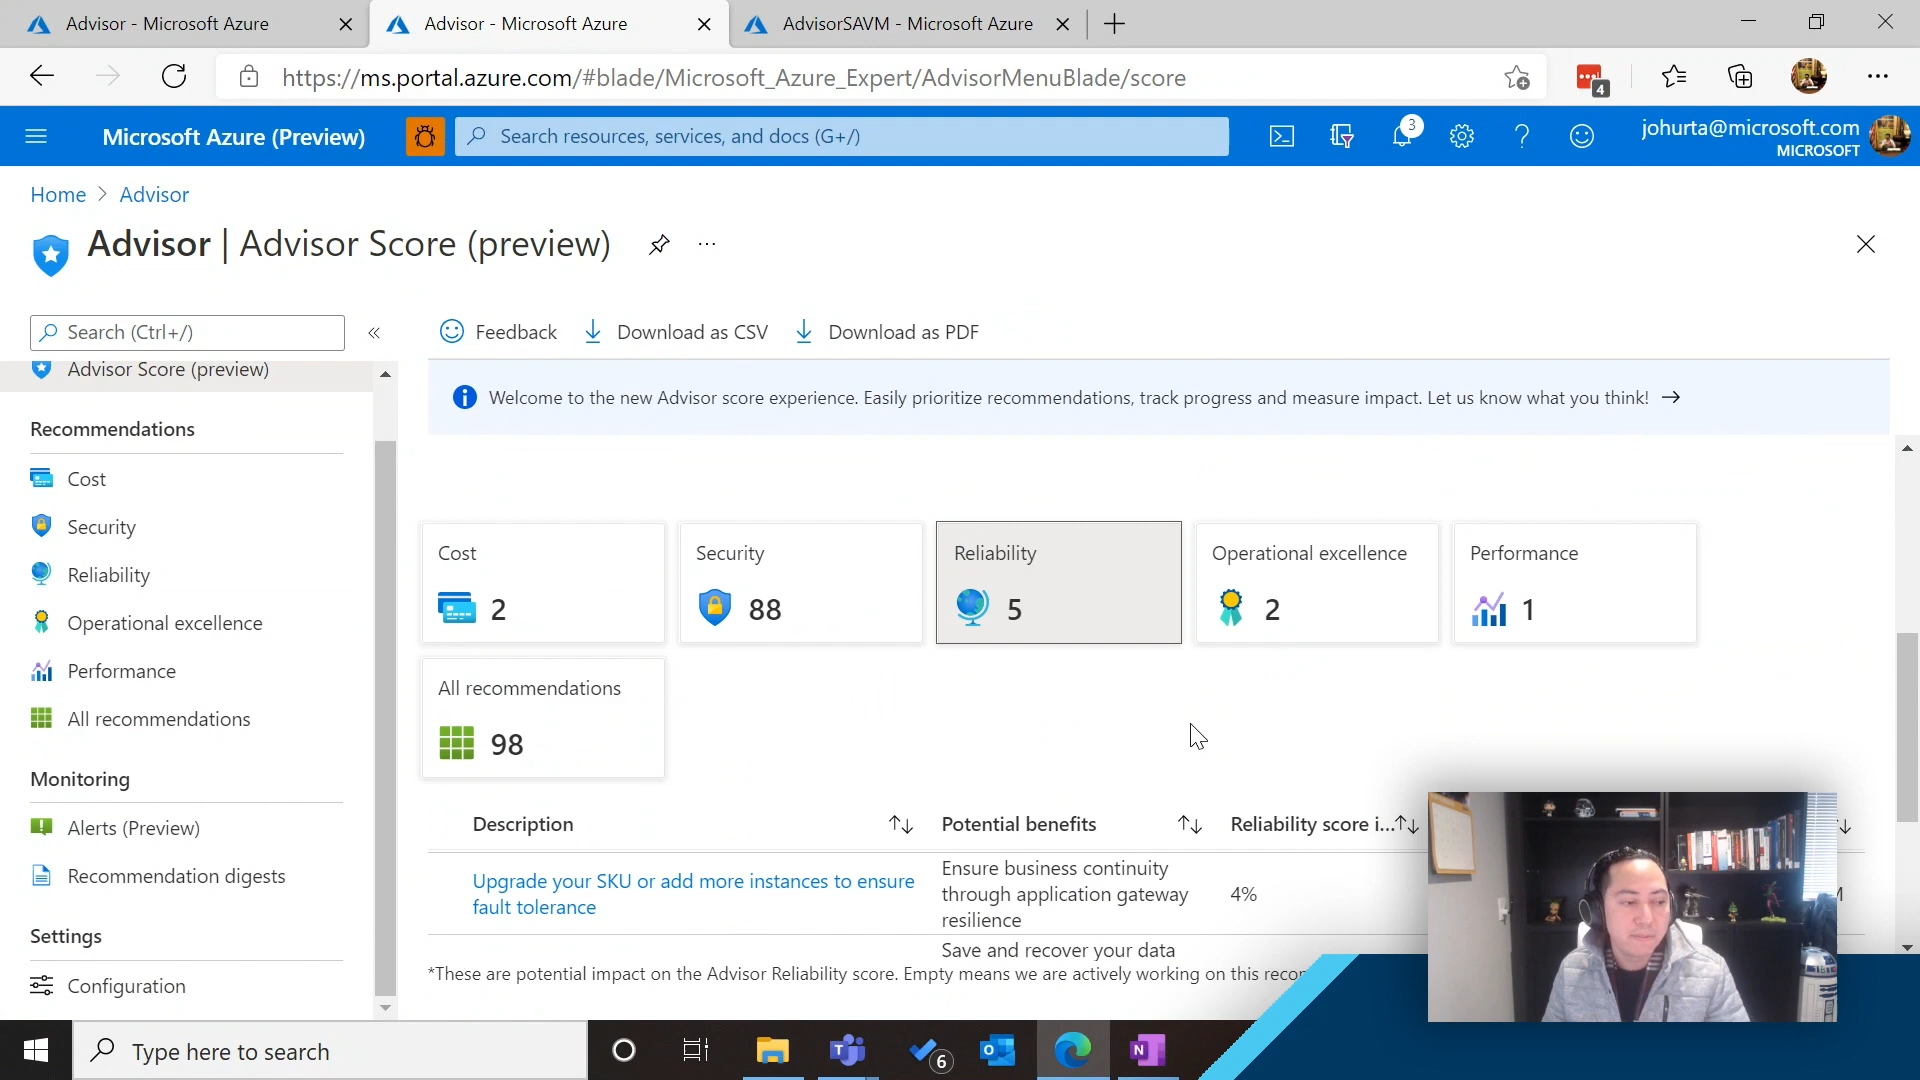 Advisor - Microsoft Azure
Advisor - Microsoft Azure
AdvisorSAVM - Microsoft Azure
https://ms.portal.azure.com/#blade/Microsoft_Azure_Expert/AdvisorMenuBlade/score
4
Microsoft Azure (Preview)
Search resources, services, and docs (G+/)
3
johurta@microsoft.com
MICROSOFT
Home > Advisor
Advisor | Advisor Score (preview)
Search (Ctrl+/)
«
Advisor Score (preview)
Recommendations
Cost
Security
Reliability
Operational excellence
Performance
All recommendations
Monitoring
Alerts (Preview)
Recommendation digests
Settings
Configuration
Feedback
Download as CSV
Download as PDF
Welcome to the new Advisor score experience. Easily prioritize recommendations, track progress and measure impact. Let us know what you think! →
Cost
2
Security
88
Reliability
5
Operational excellence
2
Performance
1
All recommendations
98
Description
Potential benefits
Reliability score i...
Upgrade your SKU or add more instances to ensure
fault tolerance
Ensure business continuity
through application gateway
resilience
4%
Save and recover your data
*These are potential impact on the Advisor Reliability score. Empty means we are actively working on this
Type here to search
6